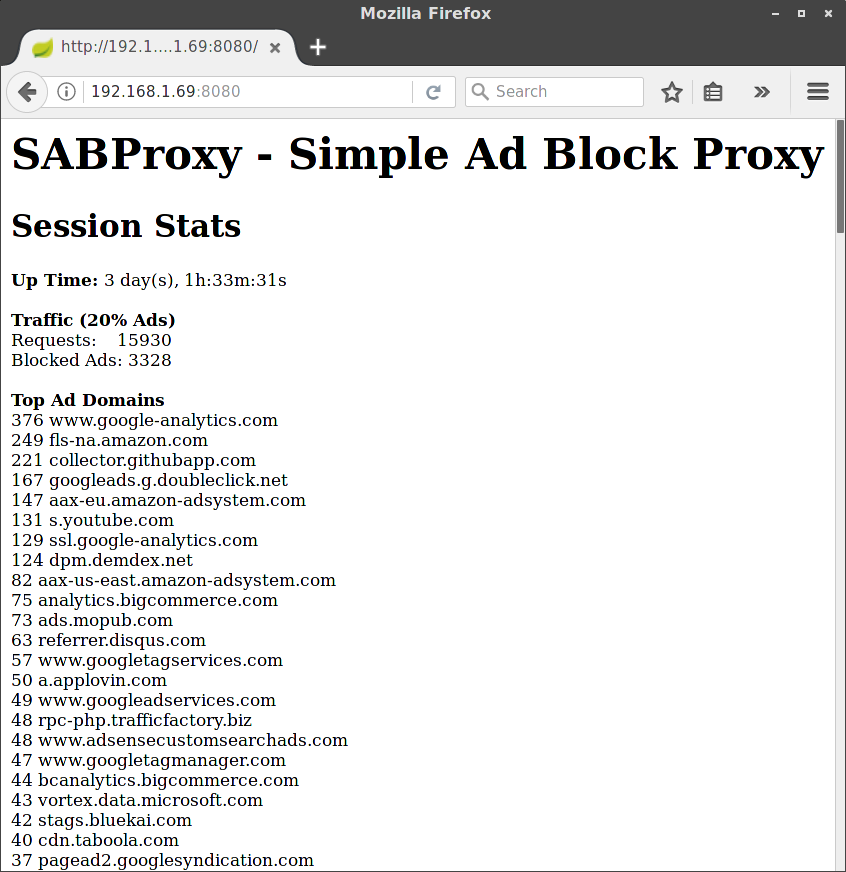 Mozilla Firefox
http://192.1....1.69:8080/
192.168.1.69:8080
Search
SABProxy - Simple Ad Block Proxy
Session Stats
Up Time: 3 day(s), 1h:33m:31s
Traffic (20% Ads)
Requests: 15930
Blocked Ads: 3328
Top Ad Domains
376 www.google-analytics.com
249 fls-na.amazon.com
221 collector.githubapp.com
167 googleads.g.doubleclick.net
147 aax-eu.amazon-adsystem.com
131 s.youtube.com
129 ssl.google-analytics.com
124 dpm.demdex.net
82 aax-us-east.amazon-adsystem.com
75 analytics.bigcommerce.com
73 ads.mopub.com
63 referrer.disqus.com
57 www.googletagservices.com
50 a.applovin.com
49 www.googleadservices.com
48 rpc-php.trafficfactory.biz
48 www.adsensecustomsearchads.com
47 www.googletagmanager.com
44 bcanalytics.bigcommerce.com
43 vortex.data.microsoft.com
42 stags.bluekai.com
40 cdn.taboola.com
37 pagead2.googlesyndication.com